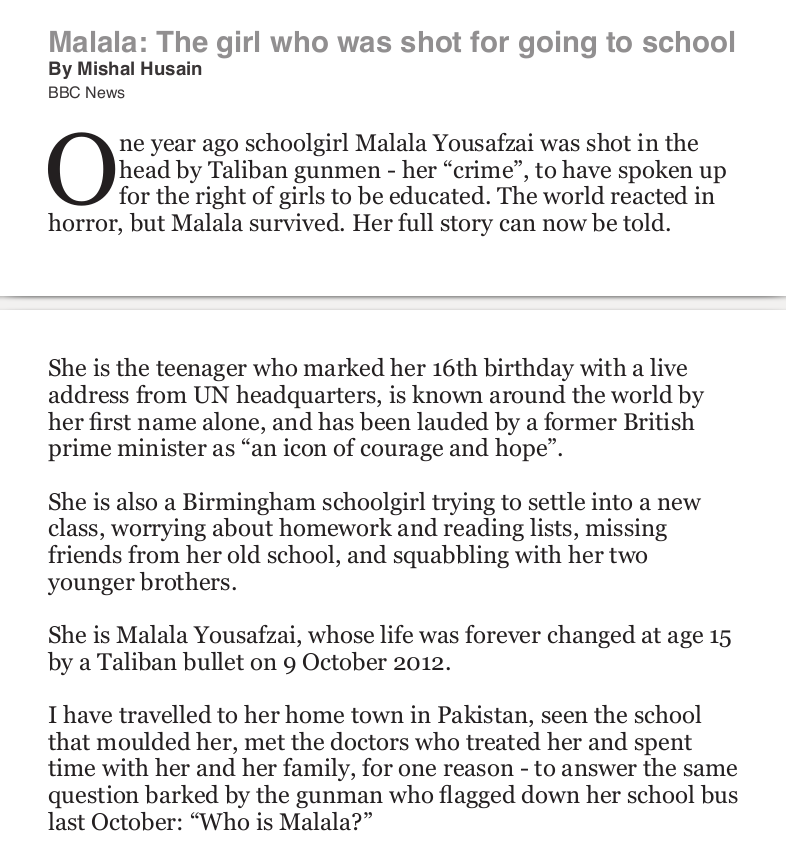 Malala: The girl who was shot for going to school
By Mishal Husain
BBC News
One year ago schoolgirl Malala Yousafzai was shot in the
head by Taliban gunmen - her “crime”, to have spoken up
for the right of girls to be educated. The world reacted in
horror, but Malala survived. Her full story can now be told.
She is the teenager who marked her 16th birthday with a live
address from UN headquarters, is known around the world by
her first name alone, and has been lauded by a former British
prime minister as “an icon of courage and hope”.
She is also a Birmingham schoolgirl trying to settle into a new
class, worrying about homework and reading lists, missing
friends from her old school, and squabbling with her two
younger brothers.
She is Malala Yousafzai, whose life was forever changed at age 15
by a Taliban bullet on 9 October 2012.
I have travelled to her home town in Pakistan, seen the school
that moulded her, met the doctors who treated her and spent
time with her and her family, for one reason - to answer the same
question barked by the gunman who flagged down her school bus
last October: “Who is Malala?”